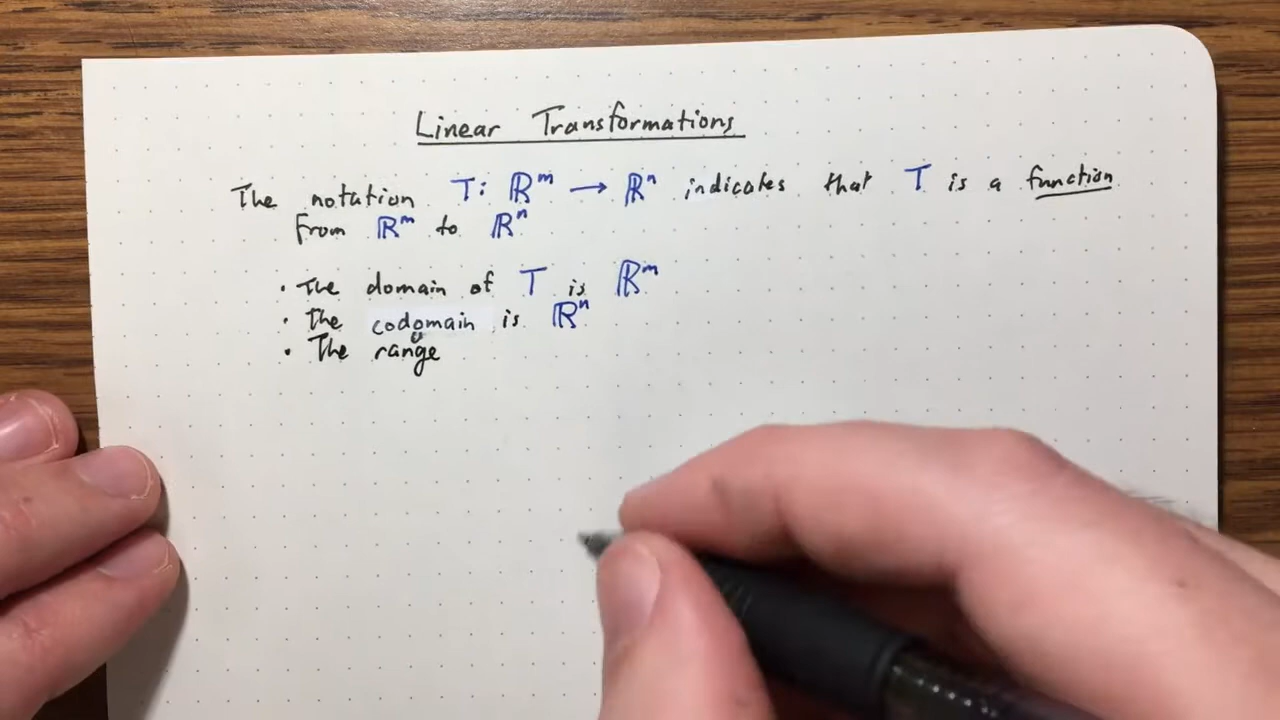 Linear Transformations
The notation T: ℝᵐ → ℝⁿ indicates that T is a function
from ℝᵐ to ℝⁿ
• The domain of T is ℝᵐ
• The codomain is ℝⁿ
• The range